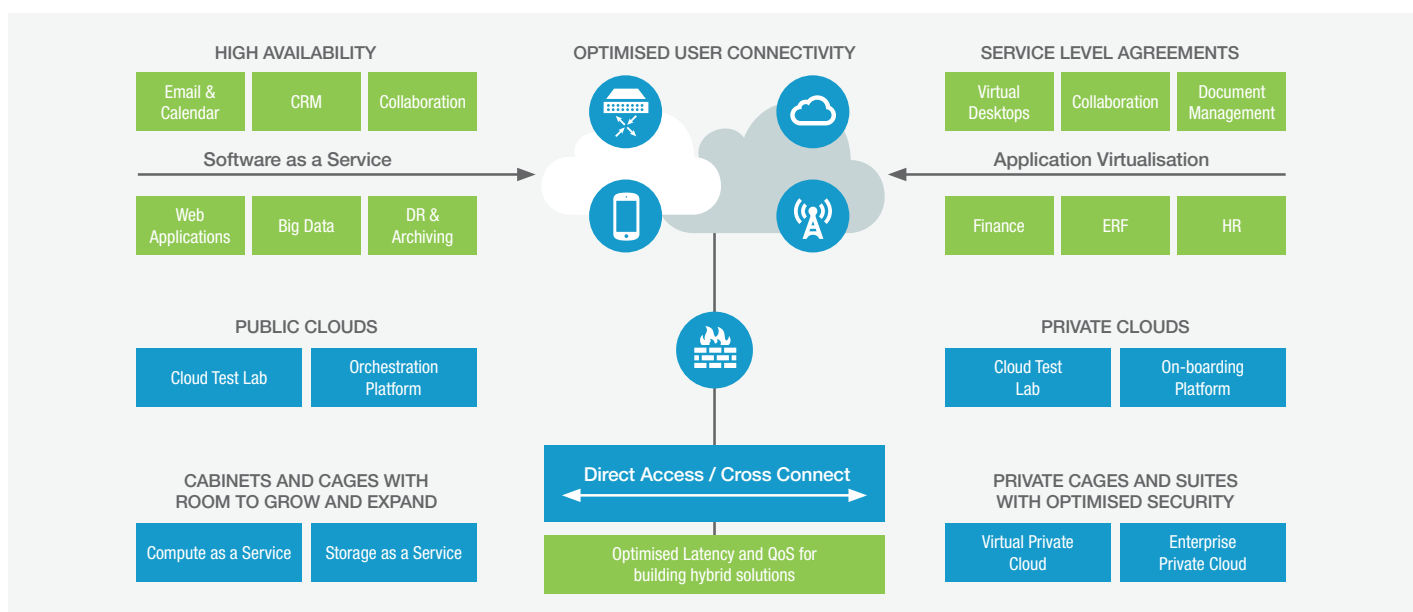 HIGH AVAILABILITY
Email &
Calendar
CRM
Collaboration
Software as a Service
Web
Applications
Big Data
DR &
Archiving
OPTIMISED USER CONNECTIVITY
SERVICE LEVEL AGREEMENTS
Virtual
Desktops
Collaboration
Document
Management
Application Virtualisation
Finance
ERF
HR
PUBLIC CLOUDS
Cloud Test Lab
Orchestration
Platform
PRIVATE CLOUDS
Cloud Test
Lab
On-boarding
Platform
CABINETS AND CAGES WITH
ROOM TO GROW AND EXPAND
Compute as a Service
Storage as a Service
Direct Access / Cross Connect
Optimised Latency and QoS for
building hybrid solutions
PRIVATE CAGES AND SUITES
WITH OPTIMISED SECURITY
Virtual Private
Cloud
Enterprise
Private Cloud